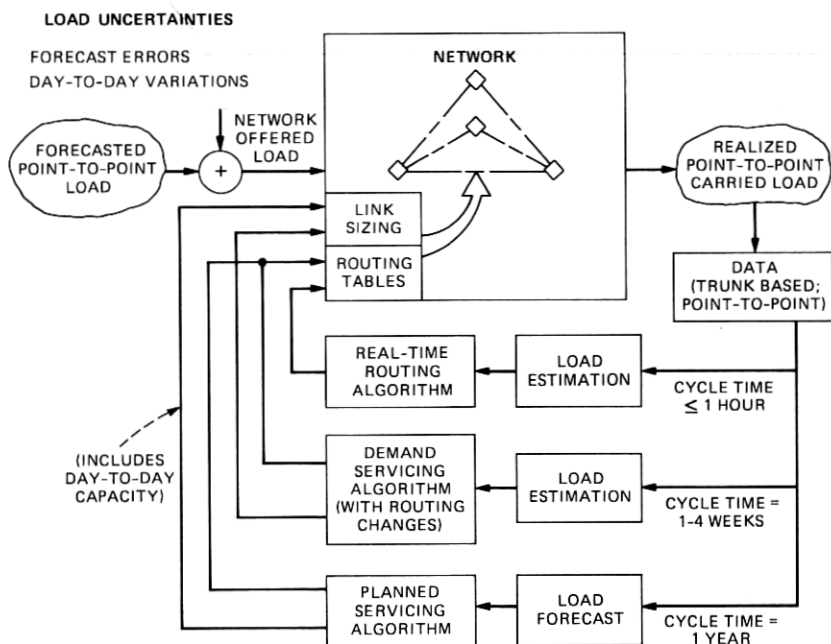 LOAD UNCERTAINTIES
FORECAST ERRORS
DAY-TO-DAY VARIATIONS
FORECASTED
POINT-TO-POINT
LOAD
+
NETWORK
OFFERED
LOAD
NETWORK
LINK
SIZING
ROUTING
TABLES
REALIZED
POINT-TO-POINT
CARRIED LOAD
DATA
(TRUNK BASED;
POINT-TO-POINT)
REAL-TIME
ROUTING
ALGORITHM
LOAD
ESTIMATION
CYCLE TIME
≤ 1 HOUR
(INCLUDES
DAY-TO-DAY
CAPACITY)
DEMAND
SERVICING
ALGORITHM
(WITH ROUTING
CHANGES)
LOAD
ESTIMATION
CYCLE TIME =
1-4 WEEKS
PLANNED
SERVICING
ALGORITHM
LOAD
FORECAST
CYCLE TIME =
1 YEAR